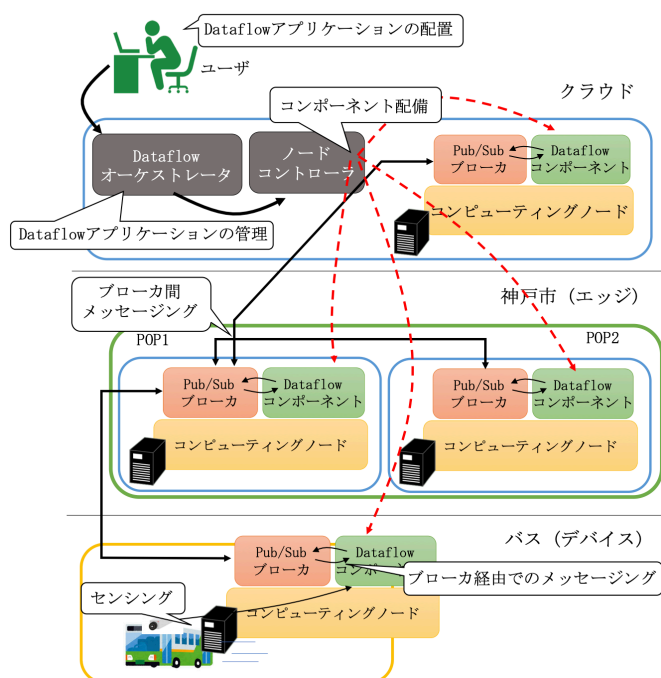 Dataflowアプリケーションの配置
ユーザ
コンポーネント配備
クラウド
Dataflow
オーケストレータ
ノード
コントローラ
Pub/Sub
ブローカ
Dataflow
コンポーネント
コンピューティングノード
Dataflowアプリケーションの管理
ブローカ間
メッセージング
神戸市（エッジ）
POP1
POP2
Pub/Sub
ブローカ
Dataflow
コンポーネント
コンピューティングノード
Pub/Sub
ブローカ
Dataflow
コンポーネント
コンピューティングノード
バス（デバイス）
Pub/Sub
ブローカ
Dataflow
コンポ
ブローカ経由でのメッセージング
センシング
コンピューティングノード